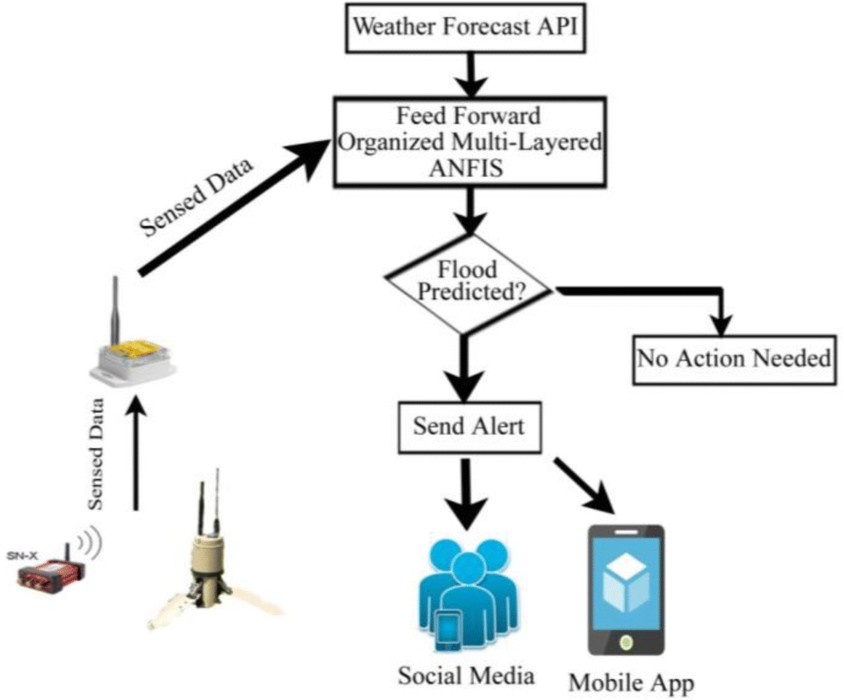 Weather Forecast API
Feed Forward
Organized Multi-Layered
ANFIS
Sensed Data
Flood
Predicted?
No Action Needed
Send Alert
Sensed Data
SN-X
Social Media
Mobile App